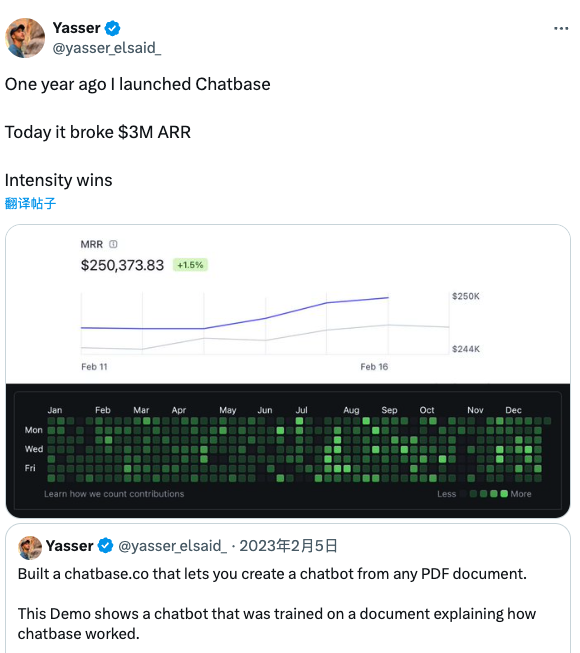 Yasser
@yasser_elsaid_
One year ago I launched Chatbase
Today it broke $3M ARR
Intensity wins
翻译帖子
MRR
$250,373.83 +1.5%
$250K
$244K
Feb 11 Feb 16
Jan Feb Mar Apr May Jun Jul Aug Sep Oct Nov Dec
Mon
Wed
Fri
Learn how we count contributions Less More
Yasser @yasser_elsaid_ · 2023年2月5日
Built a chatbase.co that lets you create a chatbot from any PDF document.
This Demo shows a chatbot that was trained on a document explaining how
chatbase worked.